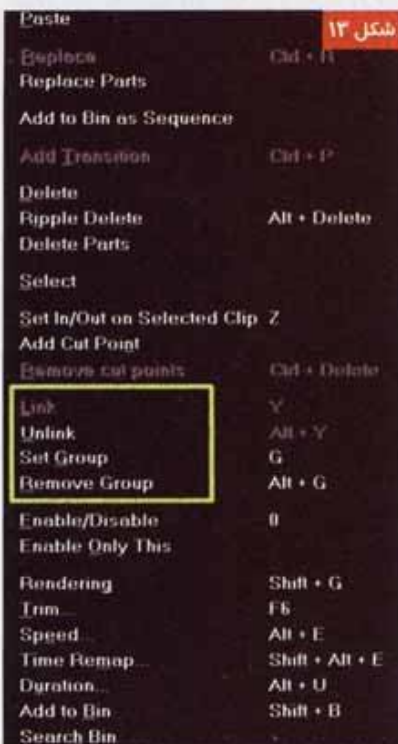 شکل ۱۳
Paste
Replace Ctrl + R
Replace Parts
Add to Bin as Sequence
Add Transition Ctrl + P
Delete
Ripple Delete Alt + Delete
Delete Parts
Select
Set In/Out on Selected Clip Z
Add Cut Point
Remove cut points Ctrl + Delete
Link Y
Unlink Alt + Y
Set Group G
Remove Group Alt + G
Enable/Disable 0
Enable Only This
Rendering Shift + G
Trim... F6
Speed... Alt + E
Time Remap... Shift + Alt + E
Duration... Alt + U
Add to Bin Shift + B
Search Bin